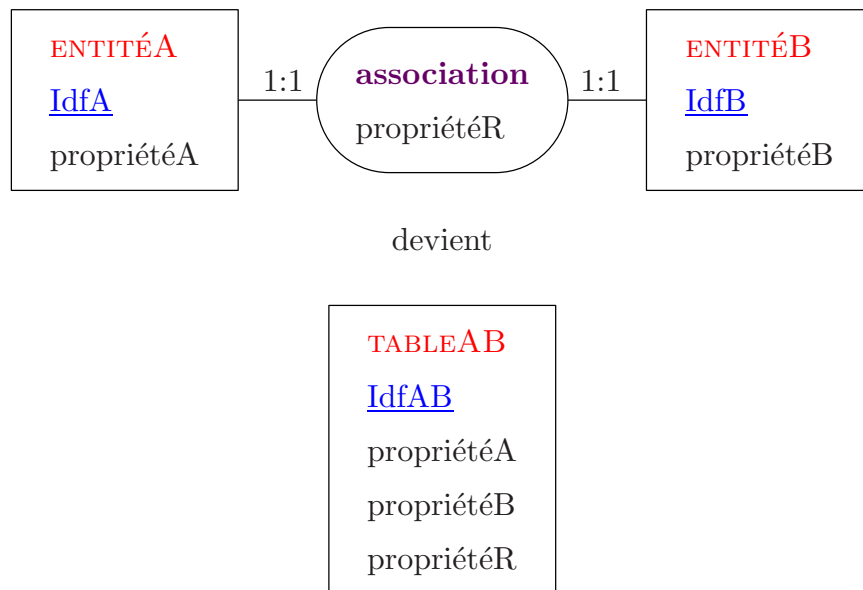 ENTITÉA
IdfA
propriétéA
1:1
association
propriétéR
1:1
ENTITÉB
IdfB
propriétéB
devient
TABLEAB
IdfAB
propriétéA
propriétéB
propriétéR